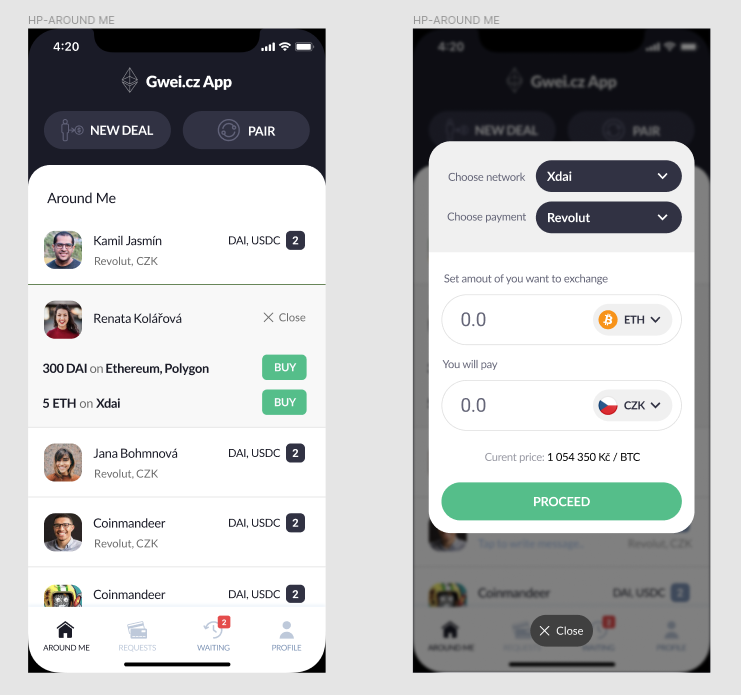 HP-AROUND ME
4:20
Gwei.cz App
NEW DEAL
PAIR
Around Me
Kamil Jasmín
DAI, USDC 2
Revolut, CZK
Renata Kolářová
Close
300 DAI on Ethereum, Polygon
BUY
5 ETH on Xdai
BUY
Jana Bohmnová
DAI, USDC 2
Revolut, CZK
Coinmandeer
DAI, USDC 2
Revolut, CZK
Coinmandeer
DAI, USDC 2
AROUND ME
REQUESTS
2
WAITING
PROFILE
HP-AROUND ME
4:20
Gwei.cz App
NEW DEAL
PAIR
Choose network
Xdai
Choose payment
Revolut
Set amout of you want to exchange
0.0
ETH
You will pay
0.0
CZK
Curent price: 1 054 350 Kč / BTC
PROCEED
Tap to write message..
Revolut, CZK
Coinmandeer
DAI, USDC 2
AROUND ME
REQUESTS
WAITING
PROFILE
Close